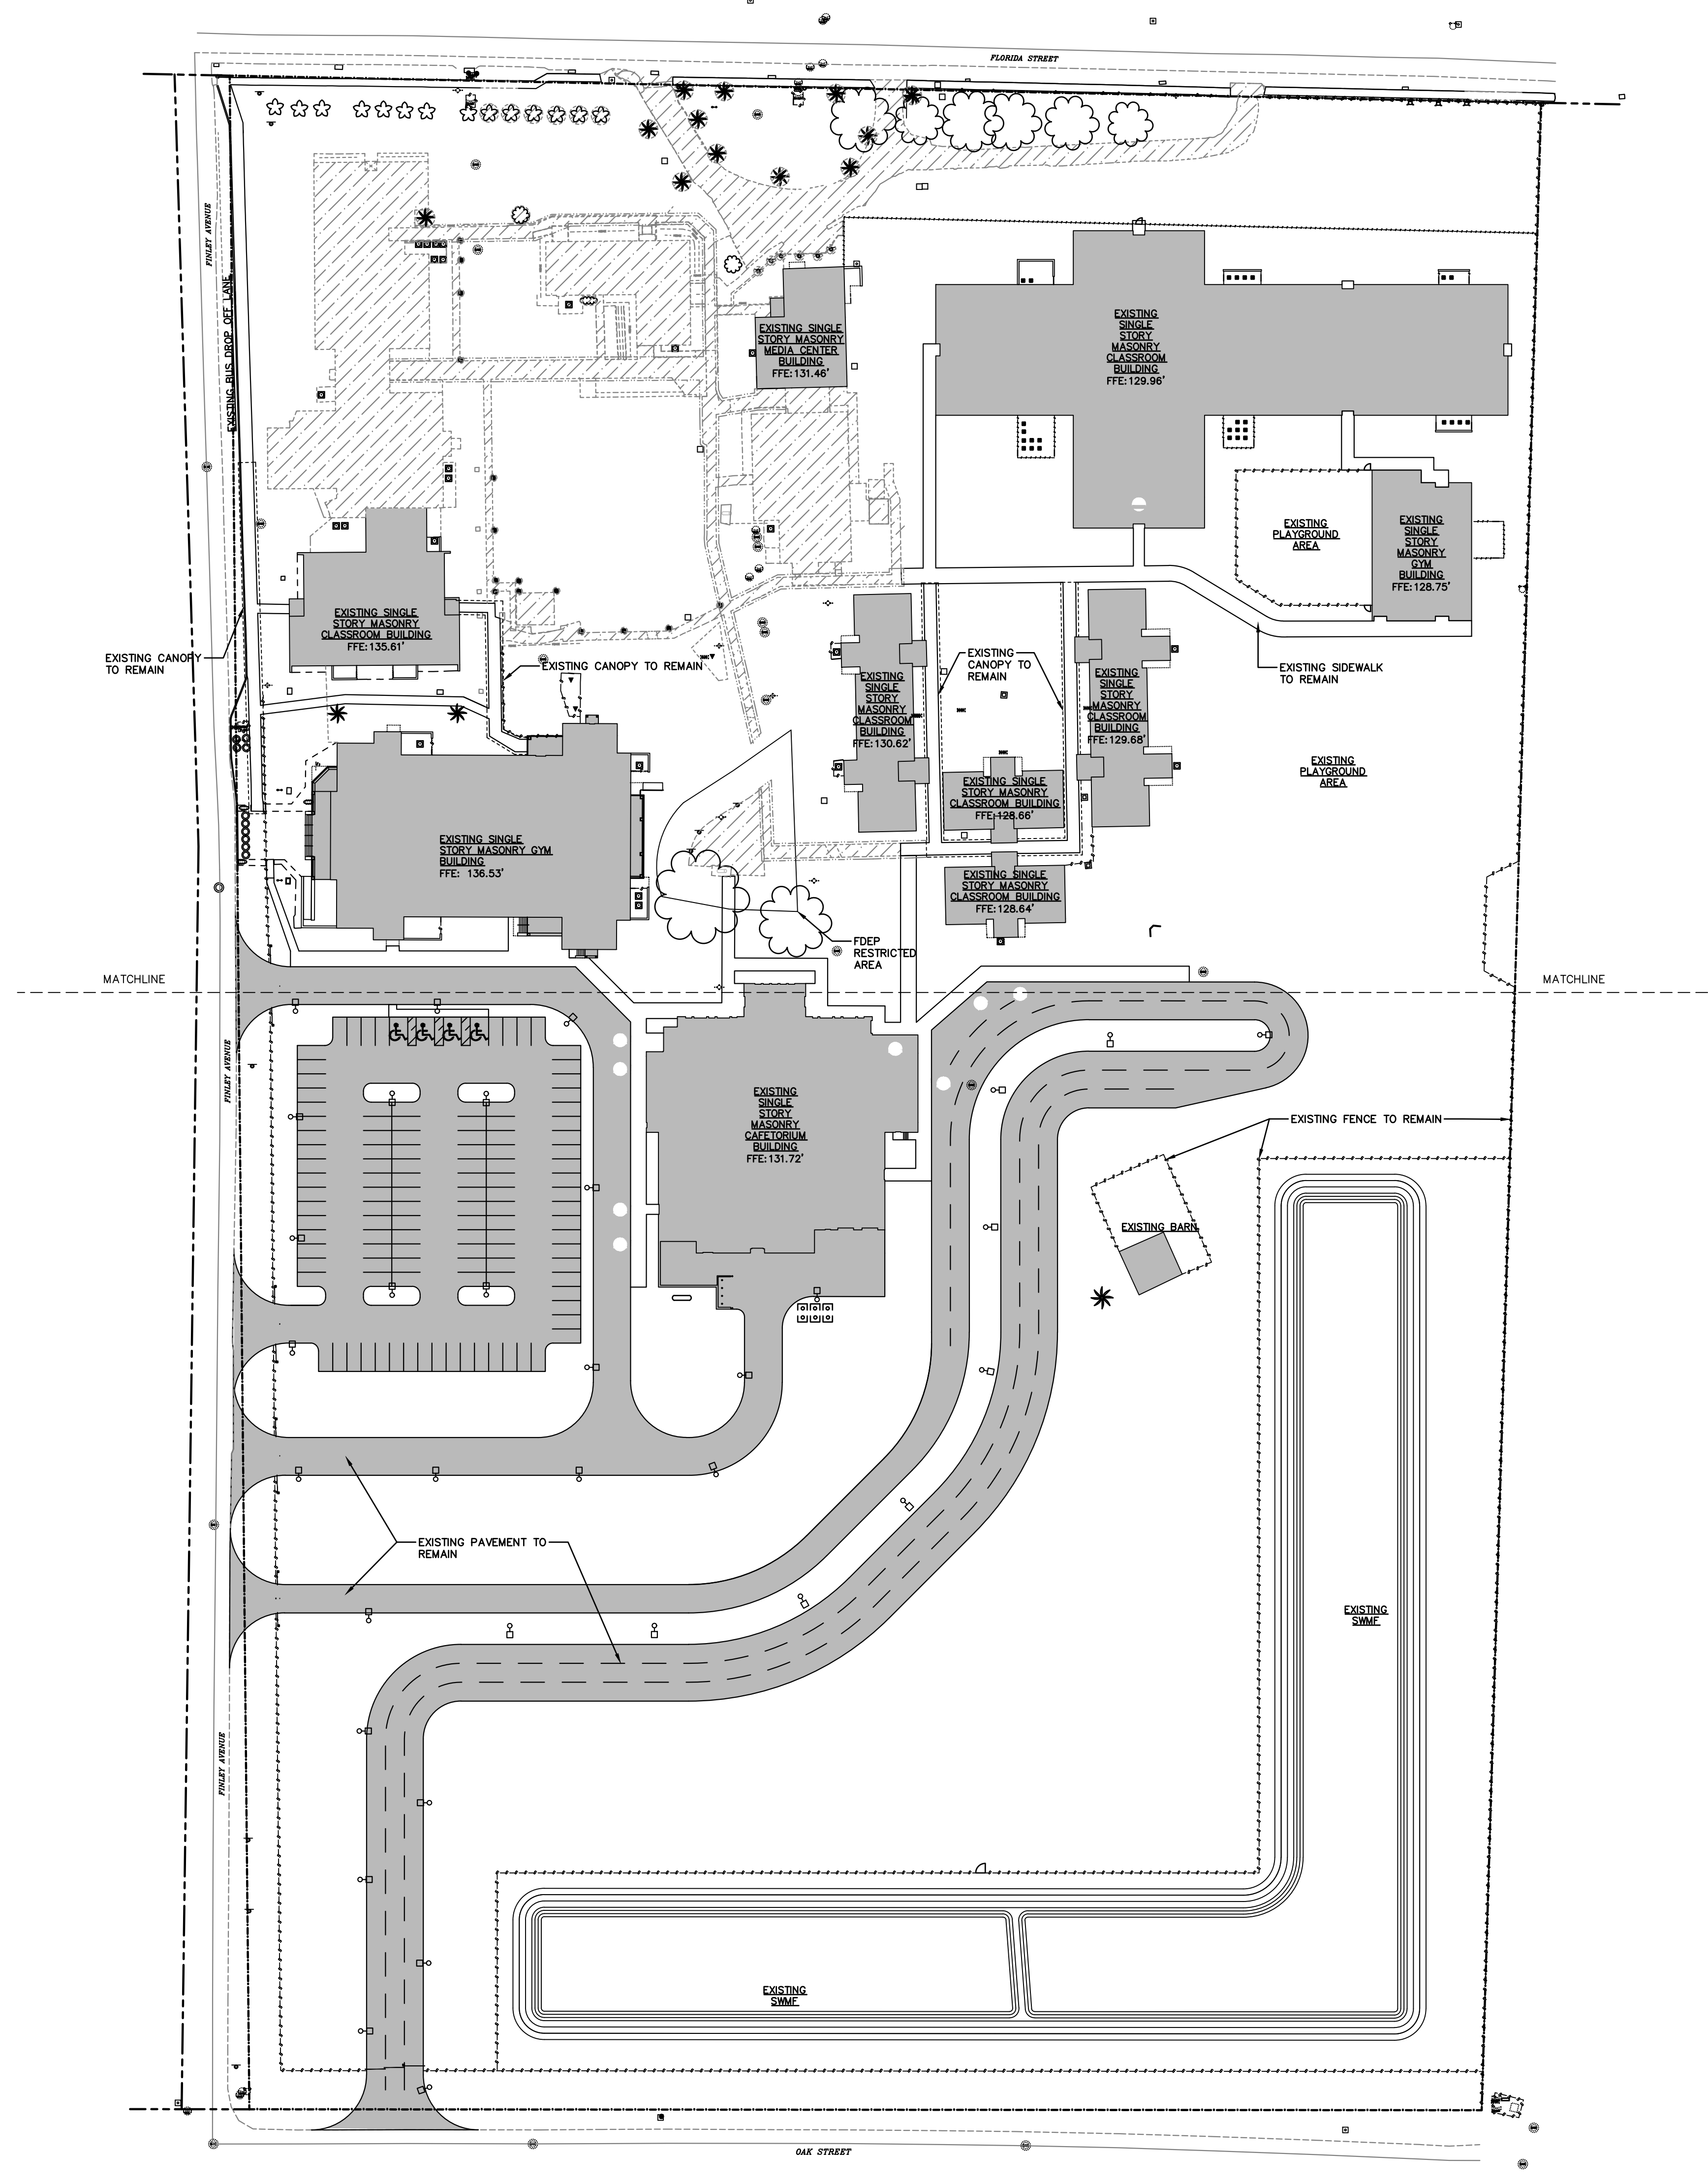 FLORIDA STREET
FINLEY AVENUE
EXISTING BUS DROP OFF LANE
EXISTING SINGLE
STORY MASONRY
MEDIA CENTER
BUILDING
FFE: 131.46'
EXISTING
SINGLE
STORY
MASONRY
CLASSROOM
BUILDING
FFE: 129.96'
EXISTING
PLAYGROUND
AREA
EXISTING
SINGLE
STORY
MASONRY
GYM
BUILDING
FFE: 128.75'
EXISTING SINGLE
STORY MASONRY
CLASSROOM BUILDING
FFE: 135.61'
EXISTING CANOPY
TO REMAIN
EXISTING CANOPY TO REMAIN
EXISTING
CANOPY TO
REMAIN
EXISTING SIDEWALK
TO REMAIN
EXISTING
SINGLE
STORY
MASONRY
CLASSROOM
BUILDING
FFE: 130.62'
EXISTING
SINGLE
STORY
MASONRY
CLASSROOM
BUILDING
FFE: 129.68'
EXISTING
PLAYGROUND
AREA
EXISTING SINGLE
STORY MASONRY
CLASSROOM BUILDING
FFE: 128.66'
EXISTING SINGLE
STORY MASONRY GYM
BUILDING
FFE: 136.53'
EXISTING SINGLE
STORY MASONRY
CLASSROOM BUILDING
FFE: 128.64'
FDEP
RESTRICTED
AREA
MATCHLINE
MATCHLINE
FINLEY AVENUE
EXISTING
SINGLE
STORY
MASONRY
CAFETORIUM
BUILDING
FFE: 131.72'
EXISTING FENCE TO REMAIN
EXISTING BARN
EXISTING PAVEMENT TO
REMAIN
EXISTING
SWMF
FINLEY AVENUE
EXISTING
SWMF
OAK STREET